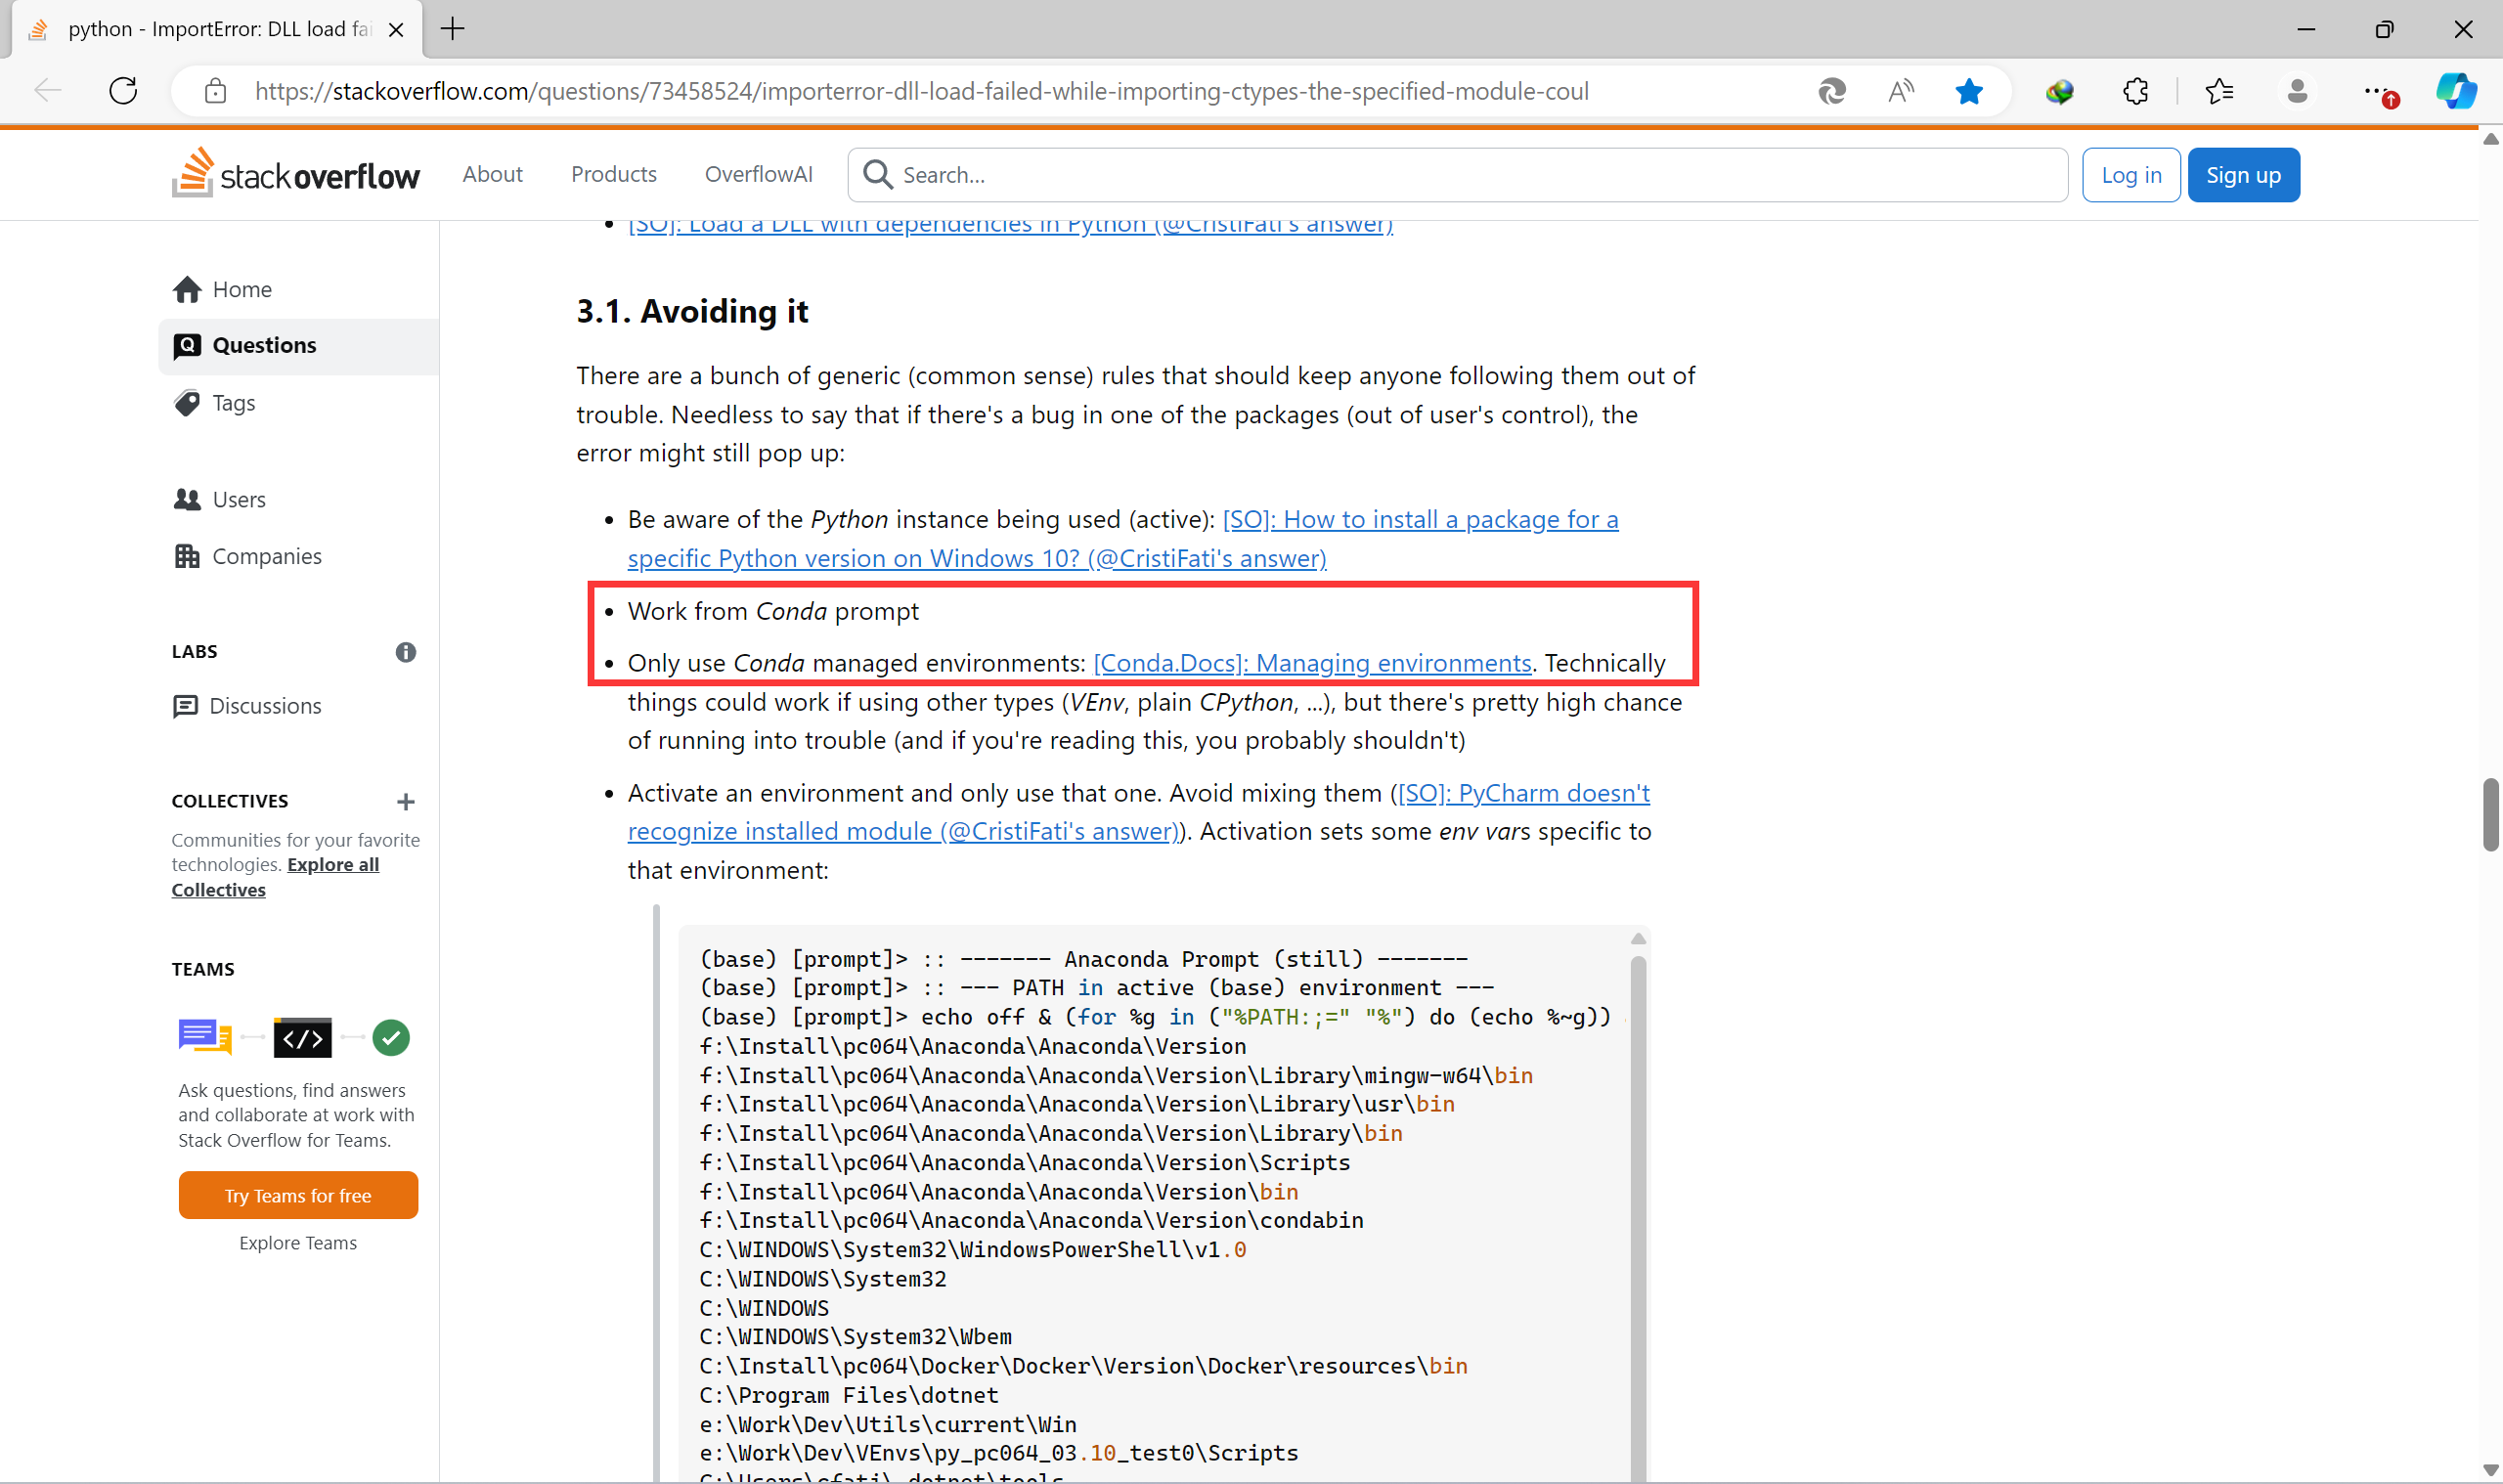 python - ImportError: DLL load fai
https://stackoverflow.com/questions/73458524/importerror-dll-load-failed-while-importing-ctypes-the-specified-module-coul
stackoverflow
About
Products
OverflowAI
Search...
Log in
Sign up
[SO]: Load a DLL with dependencies in Python (@CristiFati's answer)
Home
Questions
Tags
Users
Companies
LABS
Discussions
COLLECTIVES
Communities for your favorite
technologies. Explore all
Collectives
TEAMS
</>
Ask questions, find answers
and collaborate at work with
Stack Overflow for Teams.
Try Teams for free
Explore Teams
3.1. Avoiding it
There are a bunch of generic (common sense) rules that should keep anyone following them out of
trouble. Needless to say that if there's a bug in one of the packages (out of user's control), the
error might still pop up:
• Be aware of the Python instance being used (active): [SO]: How to install a package for a
specific Python version on Windows 10? (@CristiFati's answer)
• Work from Conda prompt
• Only use Conda managed environments: [Conda.Docs]: Managing environments. Technically
things could work if using other types (VEnv, plain CPython, ...), but there's pretty high chance
of running into trouble (and if you're reading this, you probably shouldn't)
• Activate an environment and only use that one. Avoid mixing them ([SO]: PyCharm doesn't
recognize installed module (@CristiFati's answer)). Activation sets some env vars specific to
that environment:
(base) [prompt]> :: ------- Anaconda Prompt (still) -------
(base) [prompt]> :: --- PATH in active (base) environment ---
(base) [prompt]> echo off & (for %g in ("%PATH:;=" "%") do (echo %~g))
f:\Install\pc064\Anaconda\Anaconda\Version
f:\Install\pc064\Anaconda\Anaconda\Version\Library\mingw-w64\bin
f:\Install\pc064\Anaconda\Anaconda\Version\Library\usr\bin
f:\Install\pc064\Anaconda\Anaconda\Version\Library\bin
f:\Install\pc064\Anaconda\Anaconda\Version\Scripts
f:\Install\pc064\Anaconda\Anaconda\Version\bin
f:\Install\pc064\Anaconda\Anaconda\Version\condabin
C:\WINDOWS\System32\WindowsPowerShell\v1.0
C:\WINDOWS\System32
C:\WINDOWS
C:\WINDOWS\System32\Wbem
C:\Install\pc064\Docker\Docker\Version\Docker\resources\bin
C:\Program Files\dotnet
e:\Work\Dev\Utils\current\Win
e:\Work\Dev\VEnvs\py_pc064_03.10_test0\Scripts
C:\Users\cfati\.dotnet\tools